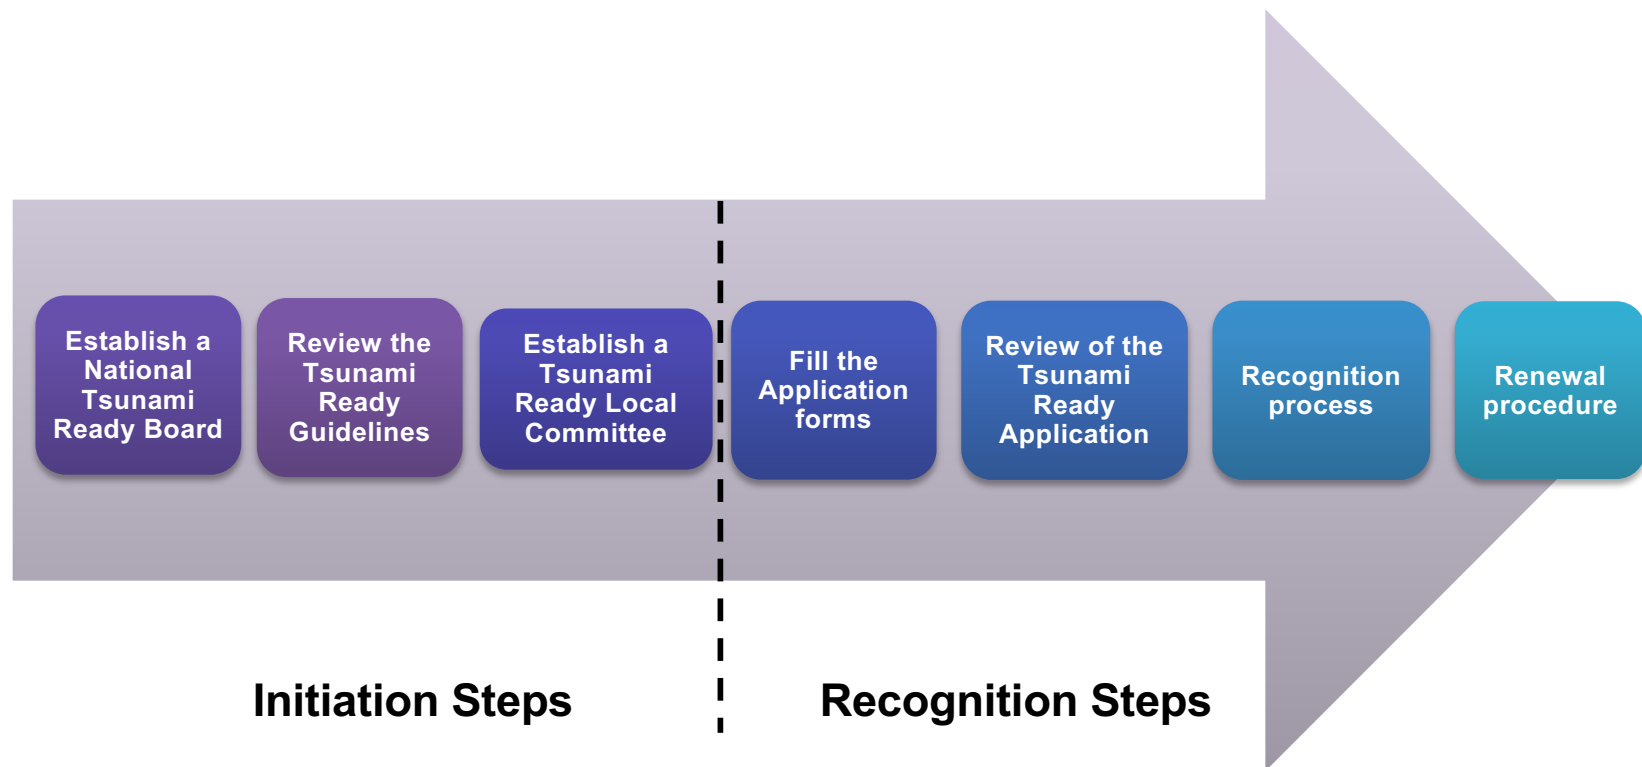 Establish a
National
Tsunami
Ready Board
Review the
Tsunami
Ready
Guidelines
Establish a
Tsunami
Ready Local
Committee
Fill the
Application
forms
Review of the
Tsunami
Ready
Application
Recognition
process
Renewal
procedure
Initiation Steps
Recognition Steps